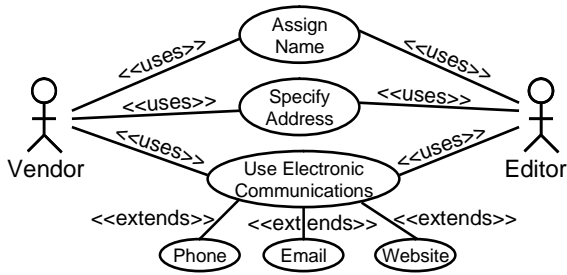 Assign
Name
<<uses>>
<<uses>>
Specify
Address
<<uses>>
<<uses>>
Vendor
Editor
<<uses>>
<<uses>>
Use Electronic
Communications
<<extends>>
<<extends>>
<<extends>>
Phone
Email
Website